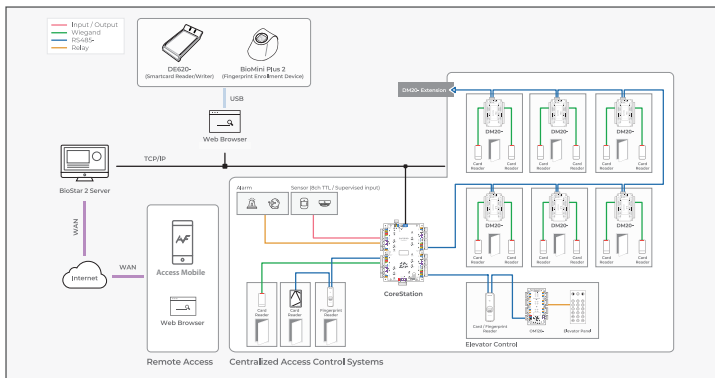 Input / Output
Wiegand
RS485-
Relay
DE620-
(Smartcard Reader/Writer)
BioMini Plus 2
(Fingerprint Enrollment Device)
USB
Web Browser
TCP/IP
BioStar 2 Server
WAN
Internet
WAN
Access Mobile
Web Browser
Remote Access
DM20- Extension
DM20-
DM20-
DM20-
Card Reader
Card Reader
Card Reader
Card Reader
Card Reader
Card Reader
DM20-
DM20-
DM20-
Card Reader
Card Reader
Card Reader
Card Reader
Card Reader
Card Reader
Alarm
Sensor (8ch TTL / Supervised input)
CoreStation
Card Reader
Card Reader
Fingerprint Reader
Card / Fingerprint Reader
OM120-
Elevator Panel
Elevator Control
Centralized Access Control Systems